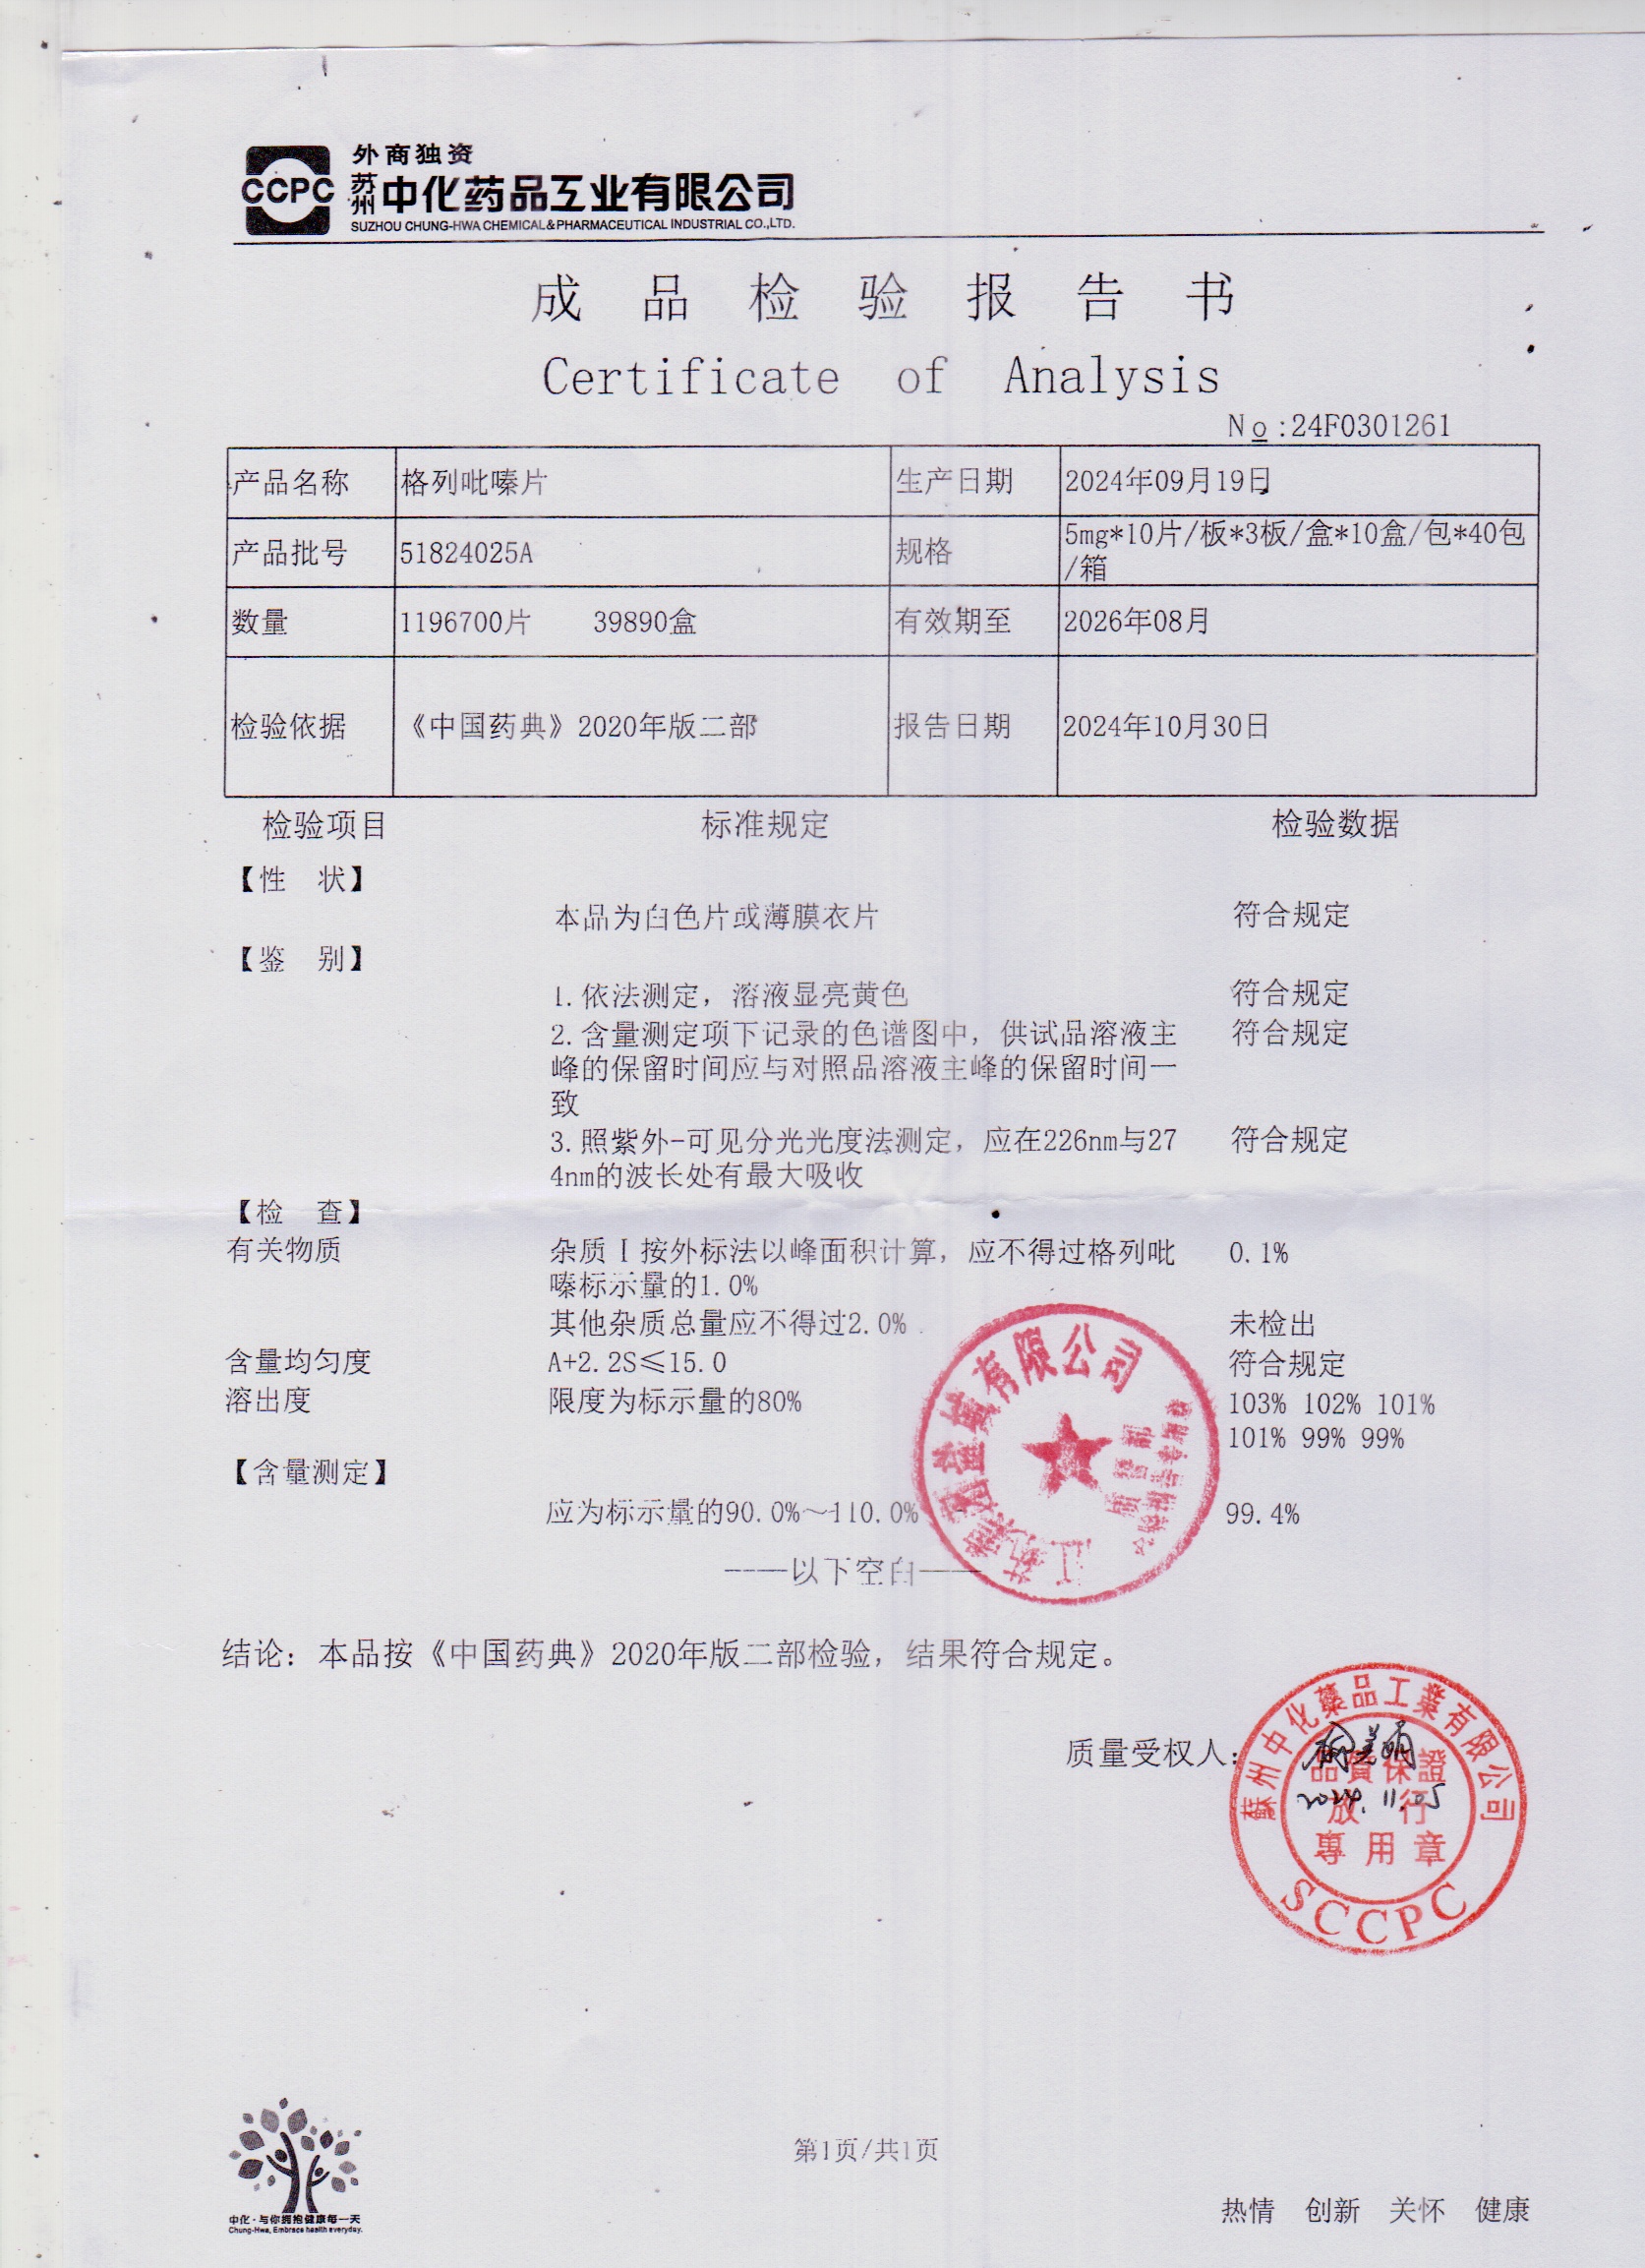 CCPC
外商独资
苏州中化药品工业有限公司
SUZHOU CHUNG-HWA CHEMICAL&PHARMACEUTICAL INDUSTRIAL CO.,LTD.
成品检验报告书
Certificate of Analysis
No:24F0301261
产品名称 格列吡嗪片 生产日期 2024年09月19日
产品批号 51824025A 规格 5mg*10片/板*3板/盒*10盒/包*40包
/箱
数量 1196700片 39890盒 有效期至 2026年08月
检验依据 《中国药典》2020年版二部 报告日期 2024年10月30日
检验项目 标准规定 检验数据
【性 状】
本品为白色片或薄膜衣片 符合规定
【鉴 别】
1.依法测定，溶液显亮黄色 符合规定
2.含量测定项下记录的色谱图中，供试品溶液主 符合规定
峰的保留时间应与对照品溶液主峰的保留时间一
致
3.照紫外-可见分光光度法测定，应在226nm与27 符合规定
4nm的波长处有最大吸收
【检 查】
有关物质 杂质Ⅰ按外标法以峰面积计算，应不得过格列吡 0.1%
嗪标示量的1.0%
其他杂质总量应不得过2.0% 未检出
含量均匀度 A+2.2S≤15.0 符合规定
溶出度 限度为标示量的80% 103% 102% 101%
101% 99% 99%
【含量测定】
应为标示量的90.0%～110.0% 99.4%
————以下空白————
有限公司
结论：本品按《中国药典》2020年版二部检验，结果符合规定。
质量受权人：
2024.11.05
蘇州中化藥品工業有限公司
品質保證
放行
專用章
SCCPC
中化·与你拥抱健康每一天
Chung-Hwa, Embrace health everyday.
第1页/共1页
热情 创新 关怀 健康